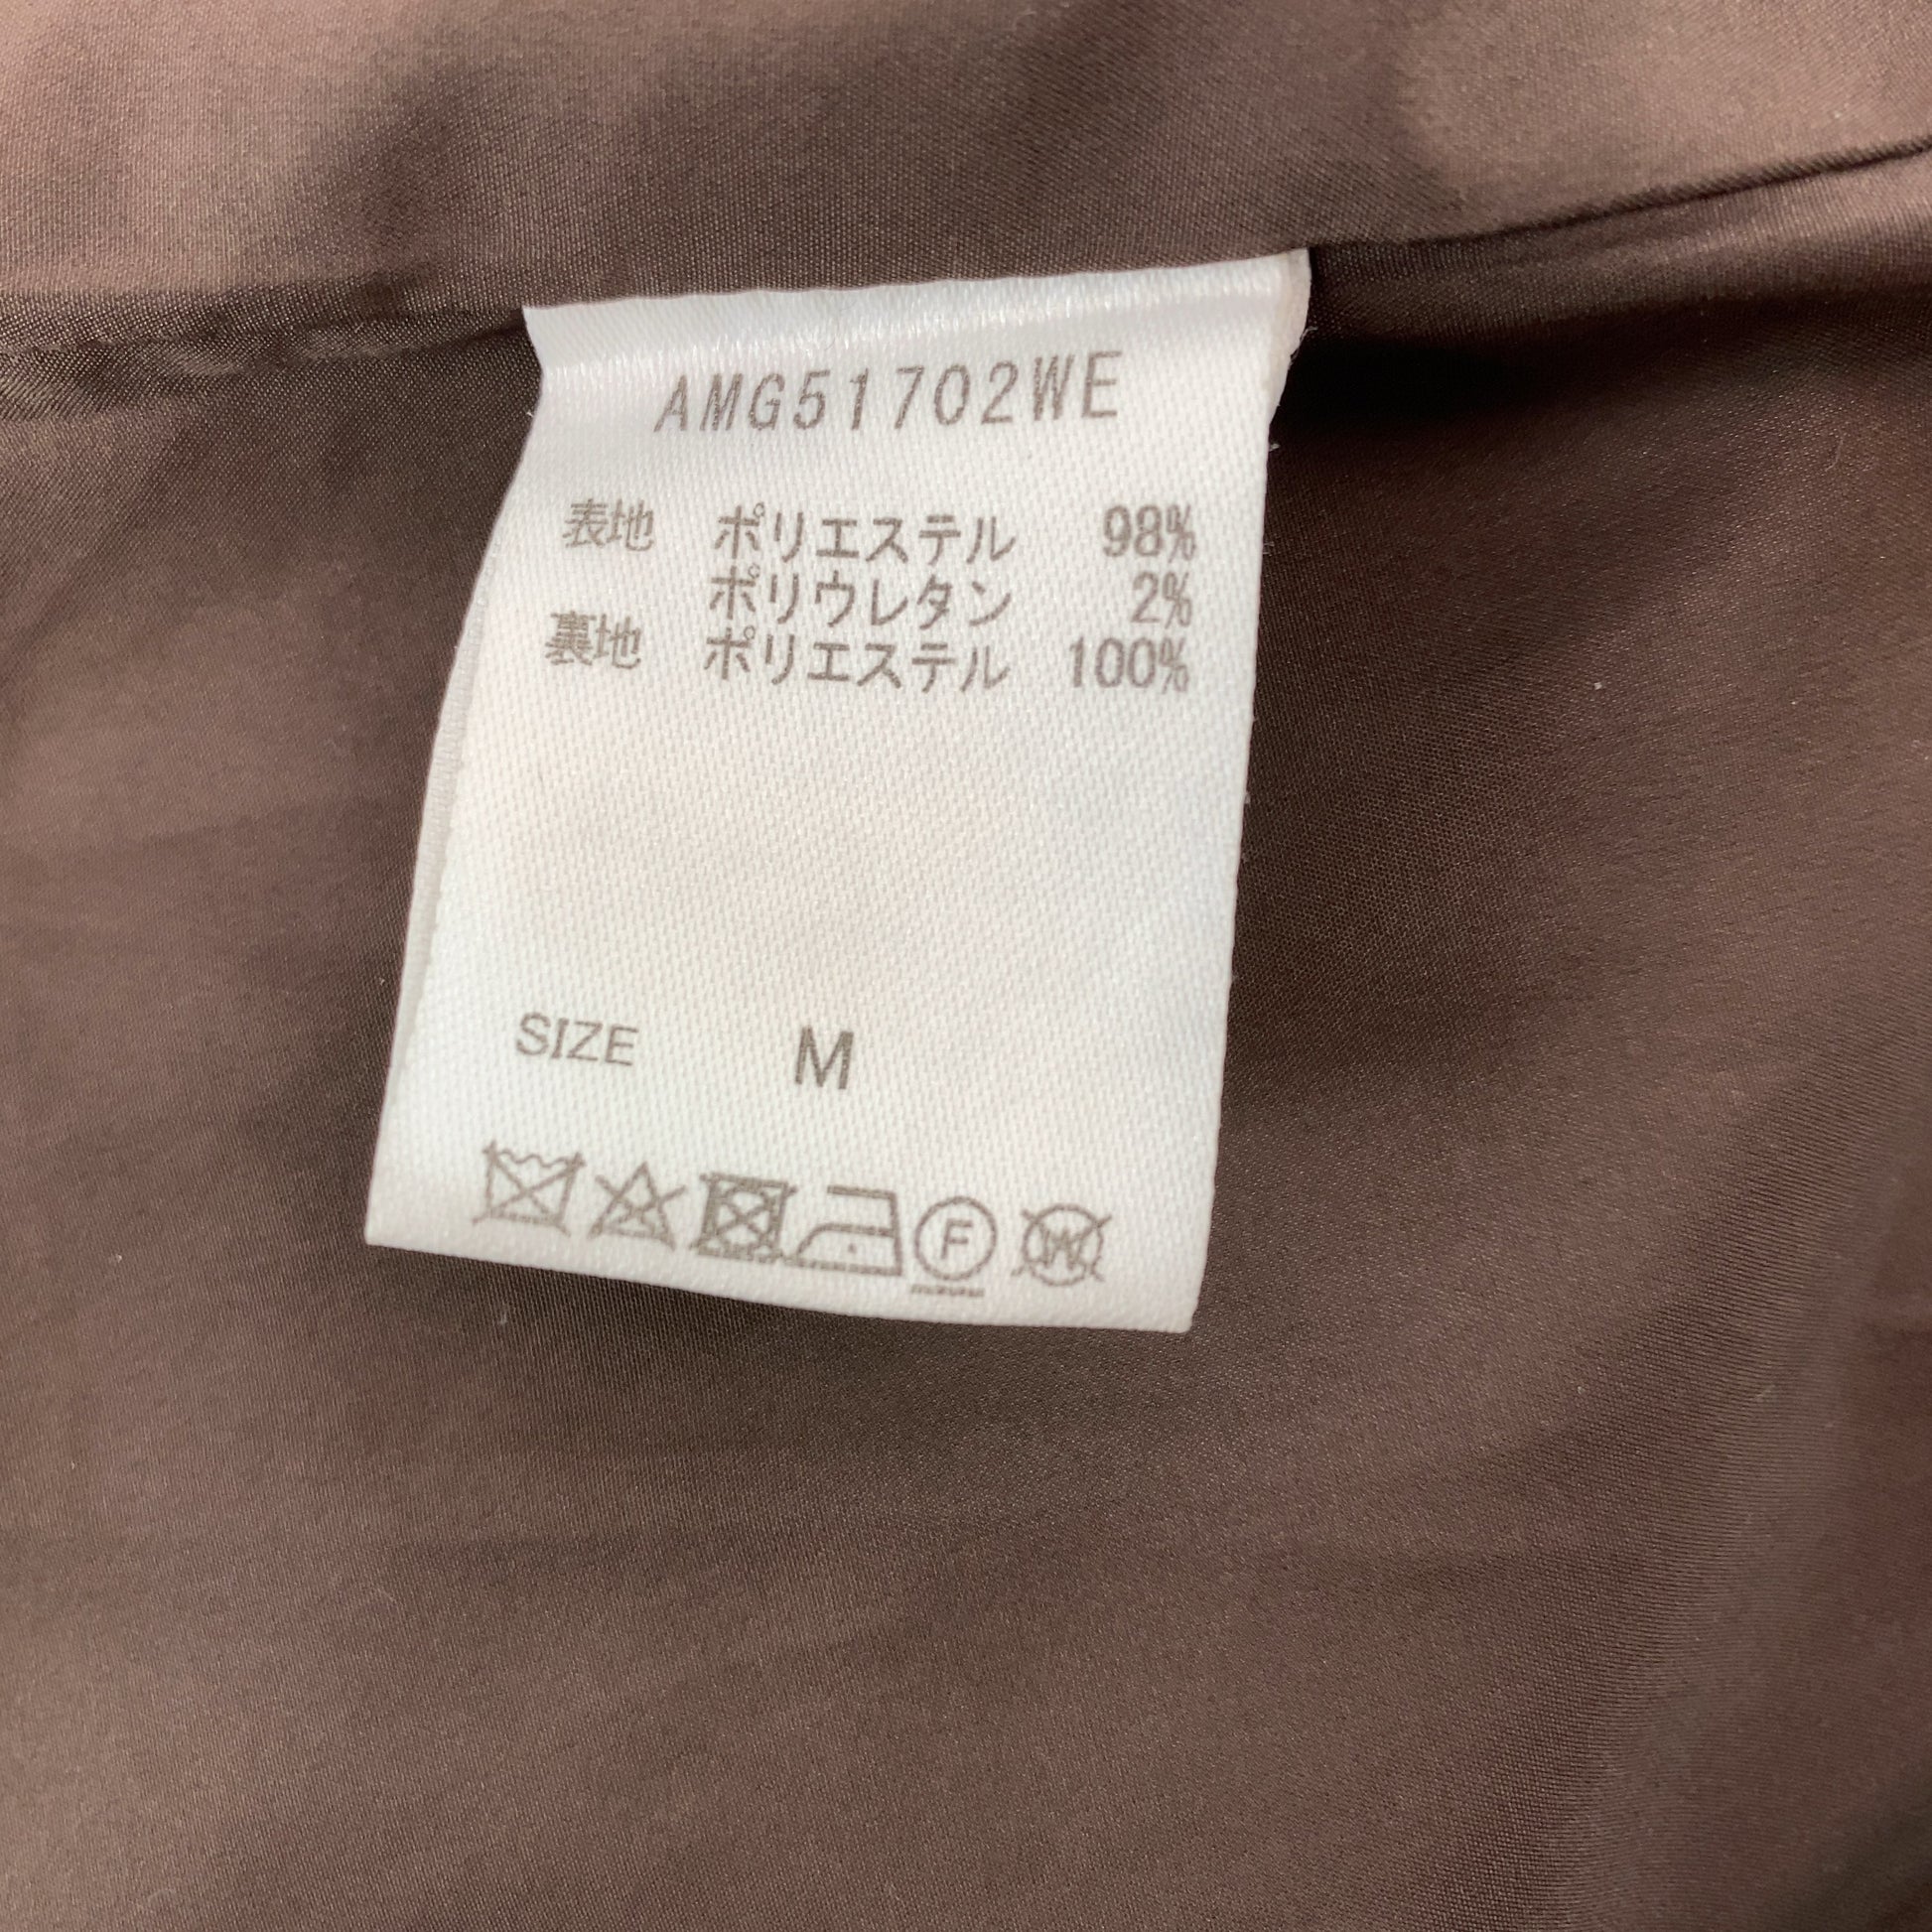 AMG51702WE
表地 ポリエステル 98%
ポリウレタン 2%
裏地 ポリエステル 100%
SIZE M
F W